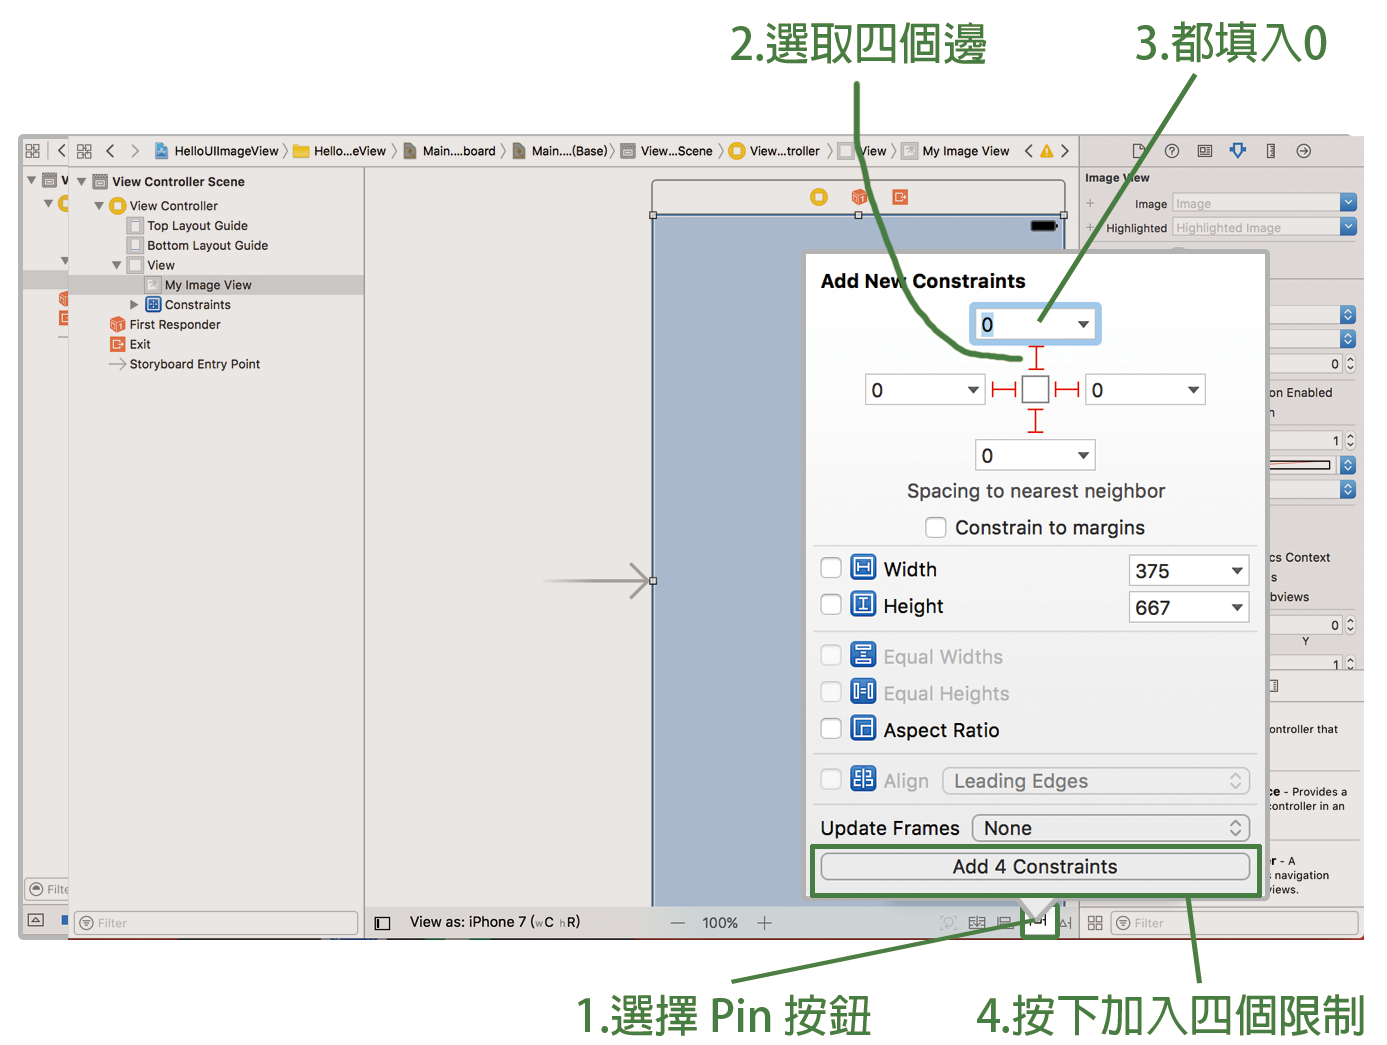 2.選取四個邊
3.都填入0
HelloUIImageView
Hello...eView
Main....board
Main....(Base)
View...Scene
View...troller
View
My Image View
View Controller Scene
View Controller
Top Layout Guide
Bottom Layout Guide
View
My Image View
Constraints
First Responder
Exit
Storyboard Entry Point
Image View
Image
Image
Highlighted
Highlighted Image
Add New Constraints
0
0
0
0
Spacing to nearest neighbor
Constrain to margins
Width
375
Height
667
Equal Widths
Equal Heights
Aspect Ratio
Align
Leading Edges
Update Frames
None
Add 4 Constraints
0
on Enabled
1
cs Context
s
bviews
0
Y
1
ontroller that
ce - Provides a
controller in an
r - A
navigation
views.
Filte
Filter
View as: iPhone 7 (wC hR)
100%
Filter
1.選擇 Pin 按鈕
4.按下加入四個限制